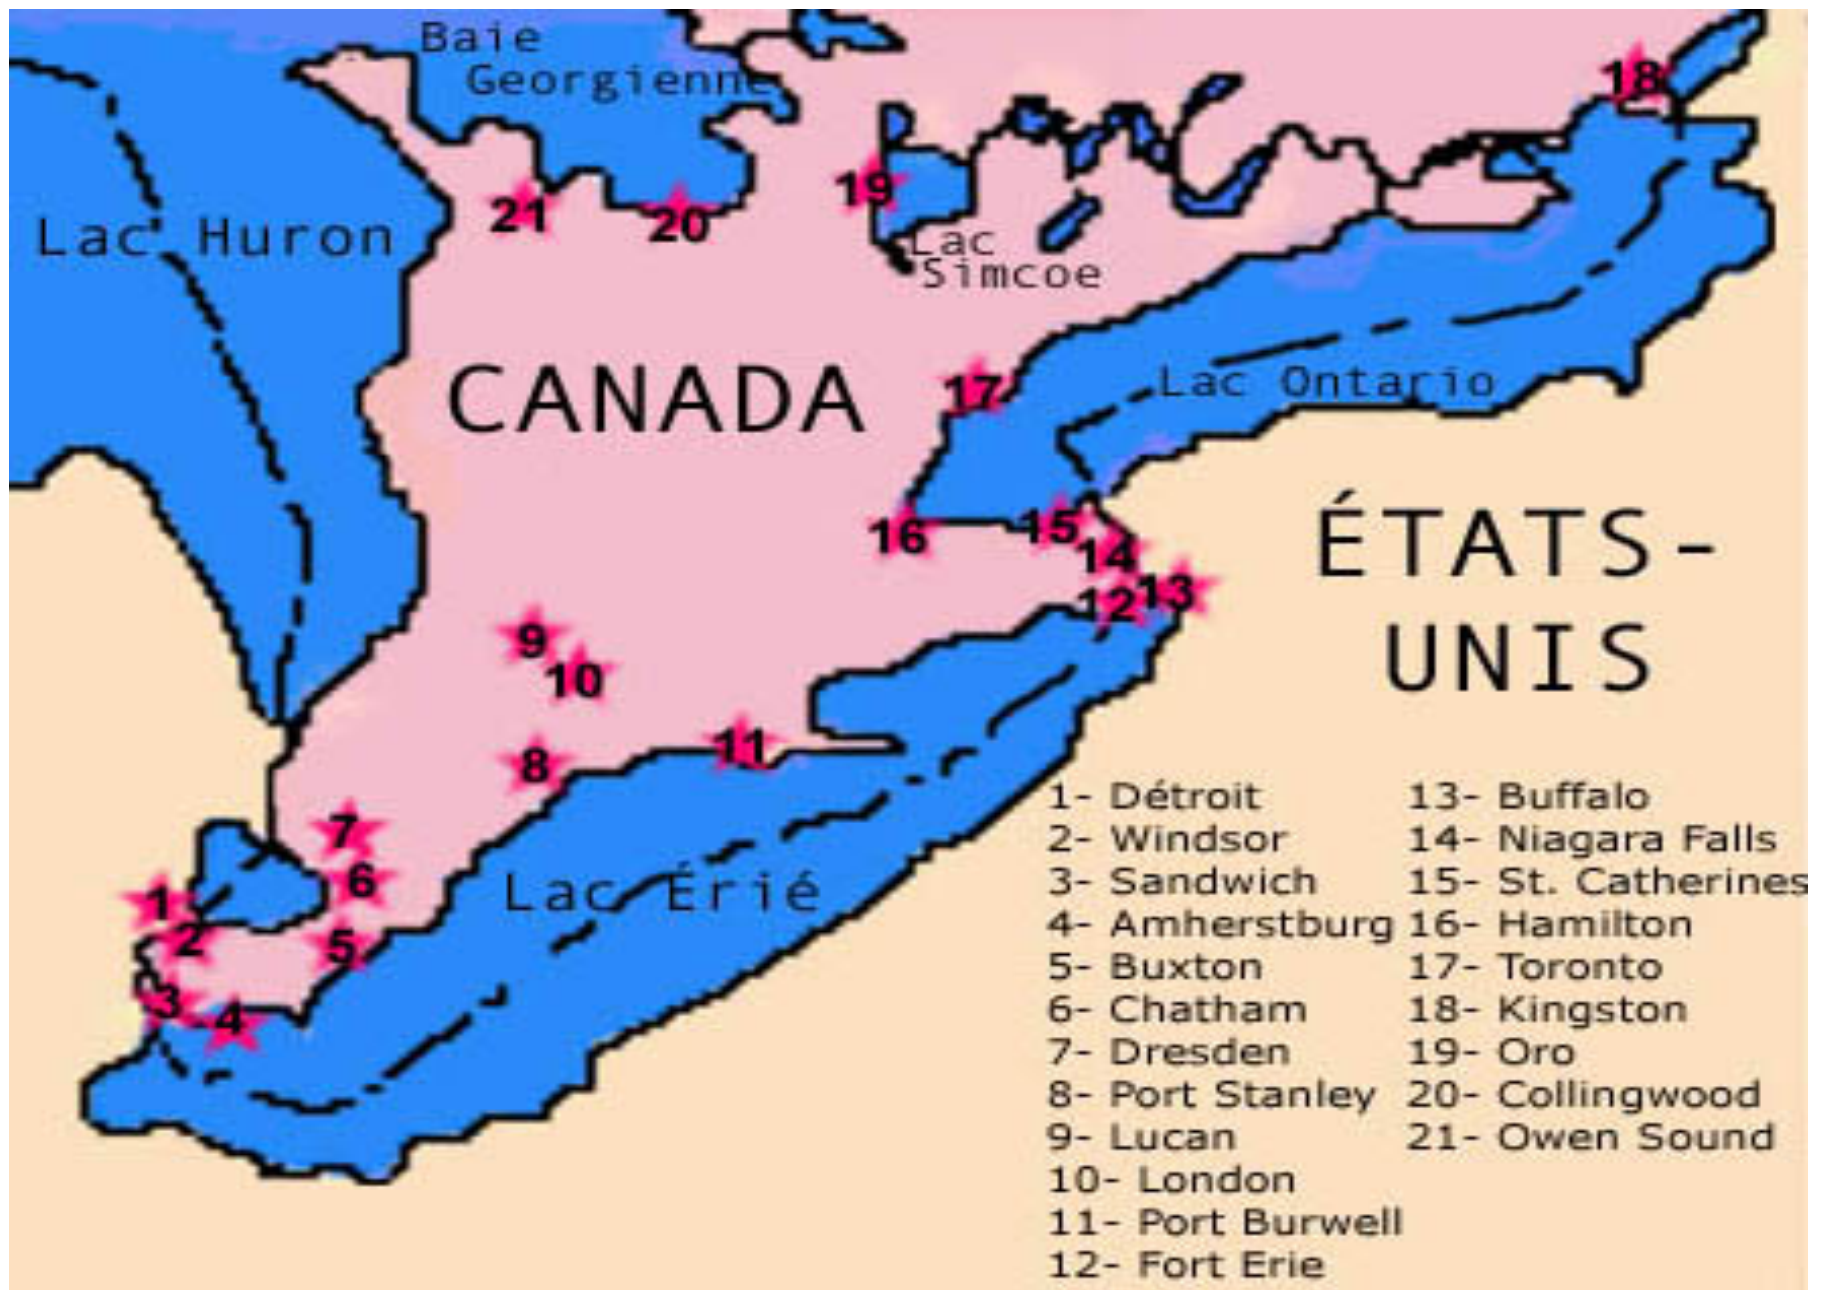 Baie
Georgienne
18
19
21
20
Lac Huron
Lac
Simcoe
CANADA
17
Lac Ontario
16
15
14
ÉTATS-
UNIS
13
12
9
10
11
8
7
6
Lac Érié
1
2
5
3
4
1- Détroit
2- Windsor
3- Sandwich
4- Amherstburg
5- Buxton
6- Chatham
7- Dresden
8- Port Stanley
9- Lucan
10- London
11- Port Burwell
12- Fort Erie
13- Buffalo
14- Niagara Falls
15- St. Catherines
16- Hamilton
17- Toronto
18- Kingston
19- Oro
20- Collingwood
21- Owen Sound